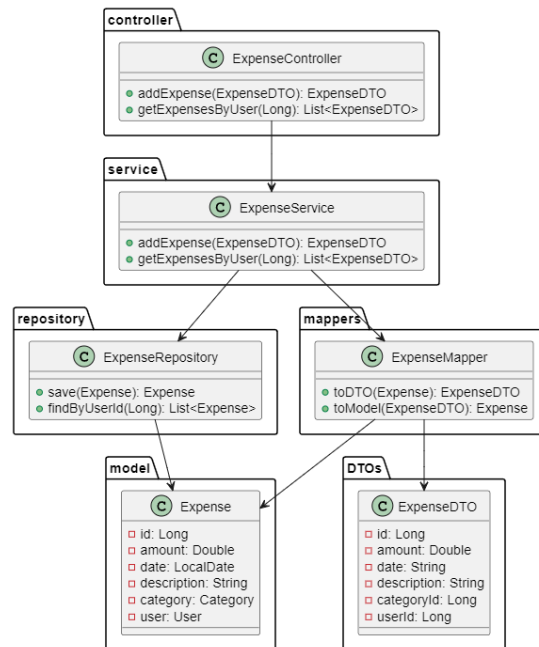 controller
C ExpenseController
addExpense(ExpenseDTO): ExpenseDTO
getExpensesByUser(Long): List<ExpenseDTO>
service
C ExpenseService
addExpense(ExpenseDTO): ExpenseDTO
getExpensesByUser(Long): List<ExpenseDTO>
repository
C ExpenseRepository
save(Expense): Expense
findByUserId(Long): List<Expense>
mappers
C ExpenseMapper
toDTO(Expense): ExpenseDTO
toModel(ExpenseDTO): Expense
model
C Expense
id: Long
amount: Double
date: LocalDate
description: String
category: Category
user: User
DTOs
C ExpenseDTO
id: Long
amount: Double
date: String
description: String
categoryId: Long
userId: Long